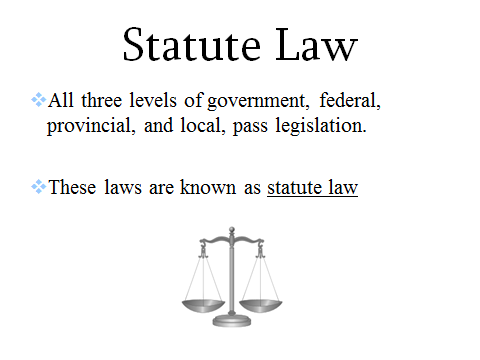 Statute Law
All three levels of government, federal,
provincial, and local, pass legislation.
These laws are known as statute law